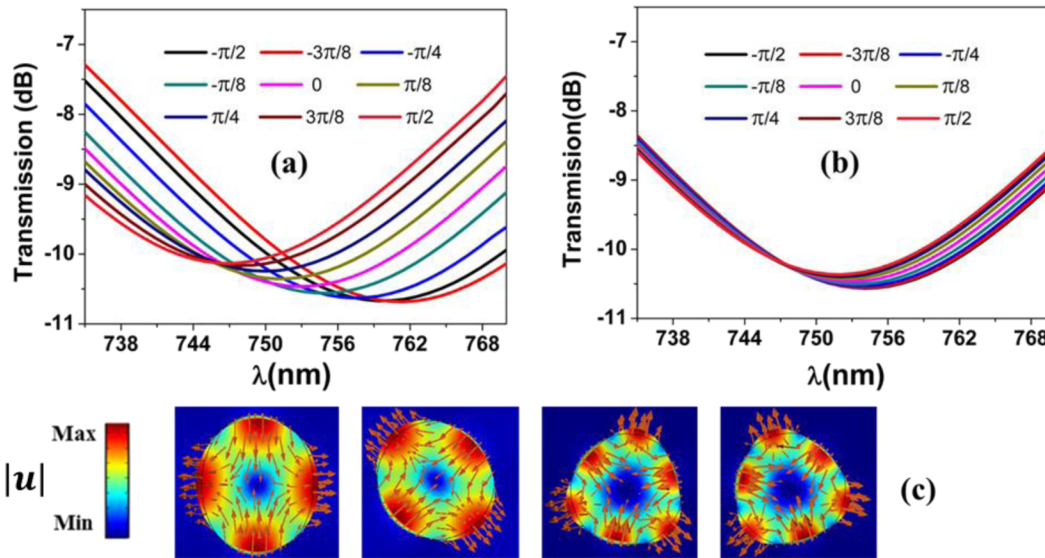 Transmission (dB)
-7
-8
-9
-10
-11
-π/2 -3π/8 -π/4
-π/8 0 π/8
π/4 3π/8 π/2
(a)
738 744 750 756 762 768
λ(nm)
Transmission(dB)
-7
-8
-9
-10
-11
-π/2 -3π/8 -π/4
-π/8 0 π/8
π/4 3π/8 π/2
(b)
738 744 750 756 762 768
λ(nm)
Max
|u|
Min
(c)